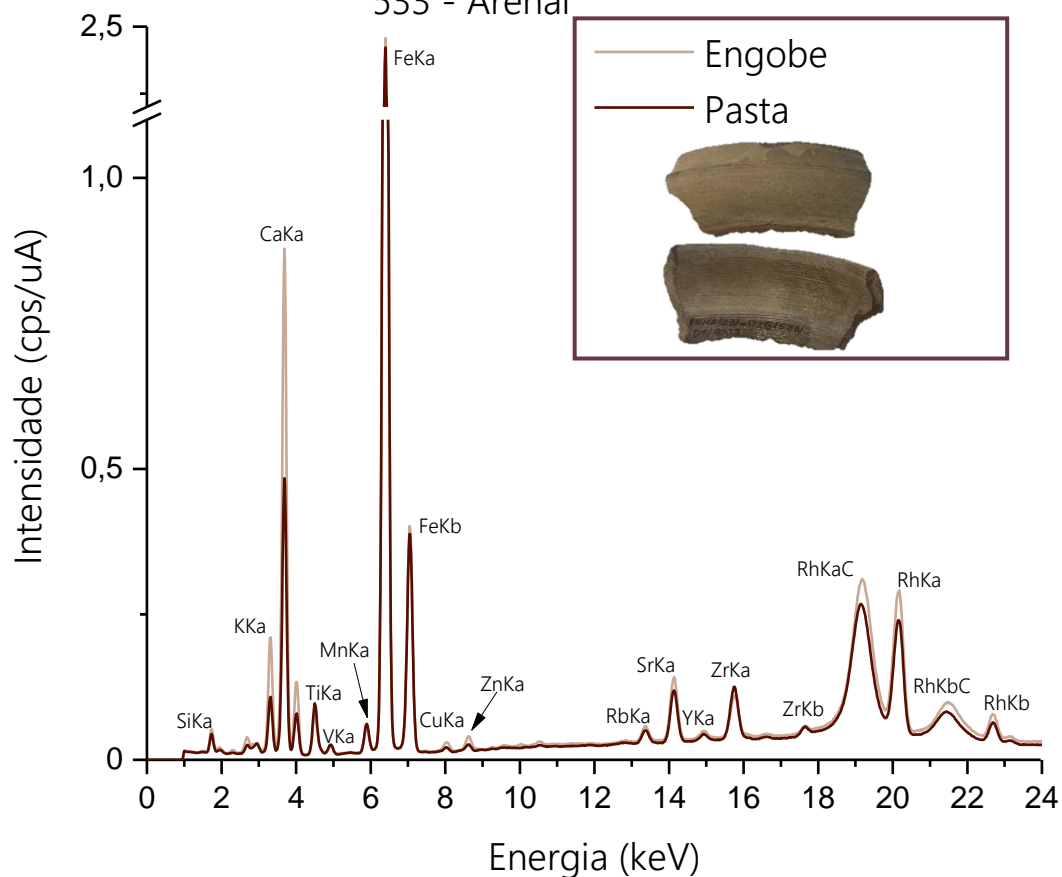 533 - Arenal
2,5
1,0
0,5
0
Intensidade (cps/uA)
Engobe
Pasta
FeKa
CaKa
FeKb
KKa
MnKa
TiKa
SiKa
VKa
CuKa
ZnKa
SrKa
RbKa
YKa
ZrKa
ZrKb
RhKaC
RhKa
RhKbC
RhKb
0 2 4 6 8 10 12 14 16 18 20 22 24
Energia (keV)